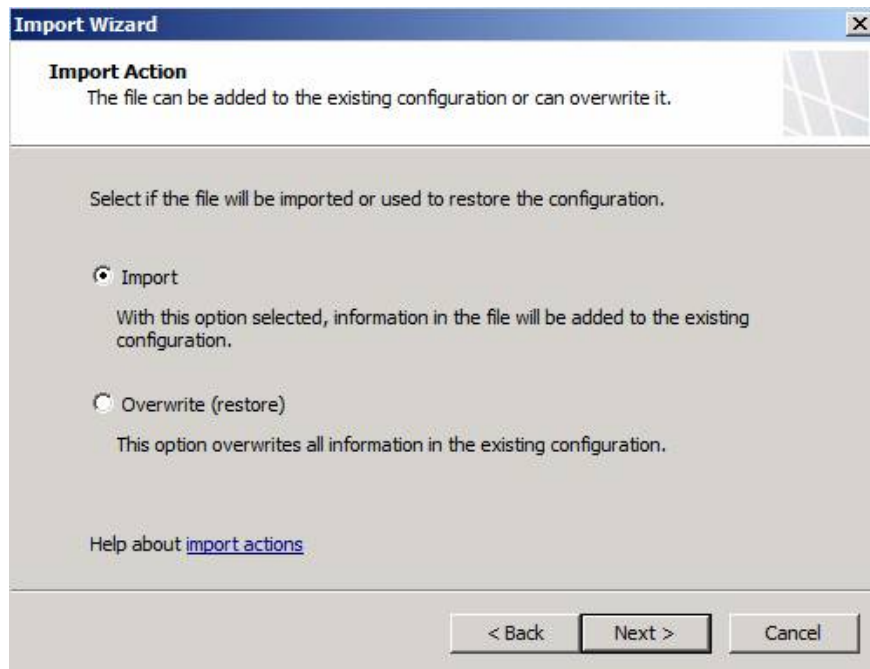 Import Wizard
Import Action
The file can be added to the existing configuration or can overwrite it.
Select if the file will be imported or used to restore the configuration.
Import
With this option selected, information in the file will be added to the existing
configuration.
Overwrite (restore)
This option overwrites all information in the existing configuration.
Help about import actions
< Back Next > Cancel